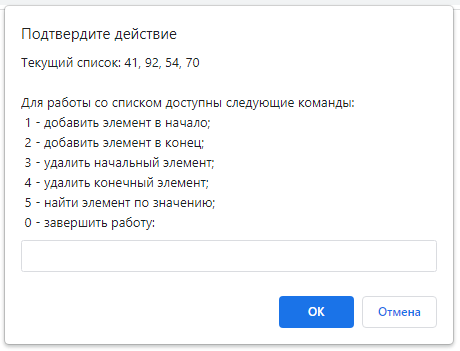 Подтвердите действие
Текущий список: 41, 92, 54, 70
Для работы со списком доступны следующие команды:
1 - добавить элемент в начало;
2 - добавить элемент в конец;
3 - удалить начальный элемент;
4 - удалить конечный элемент;
5 - найти элемент по значению;
0 - завершить работу:
ОК Отмена